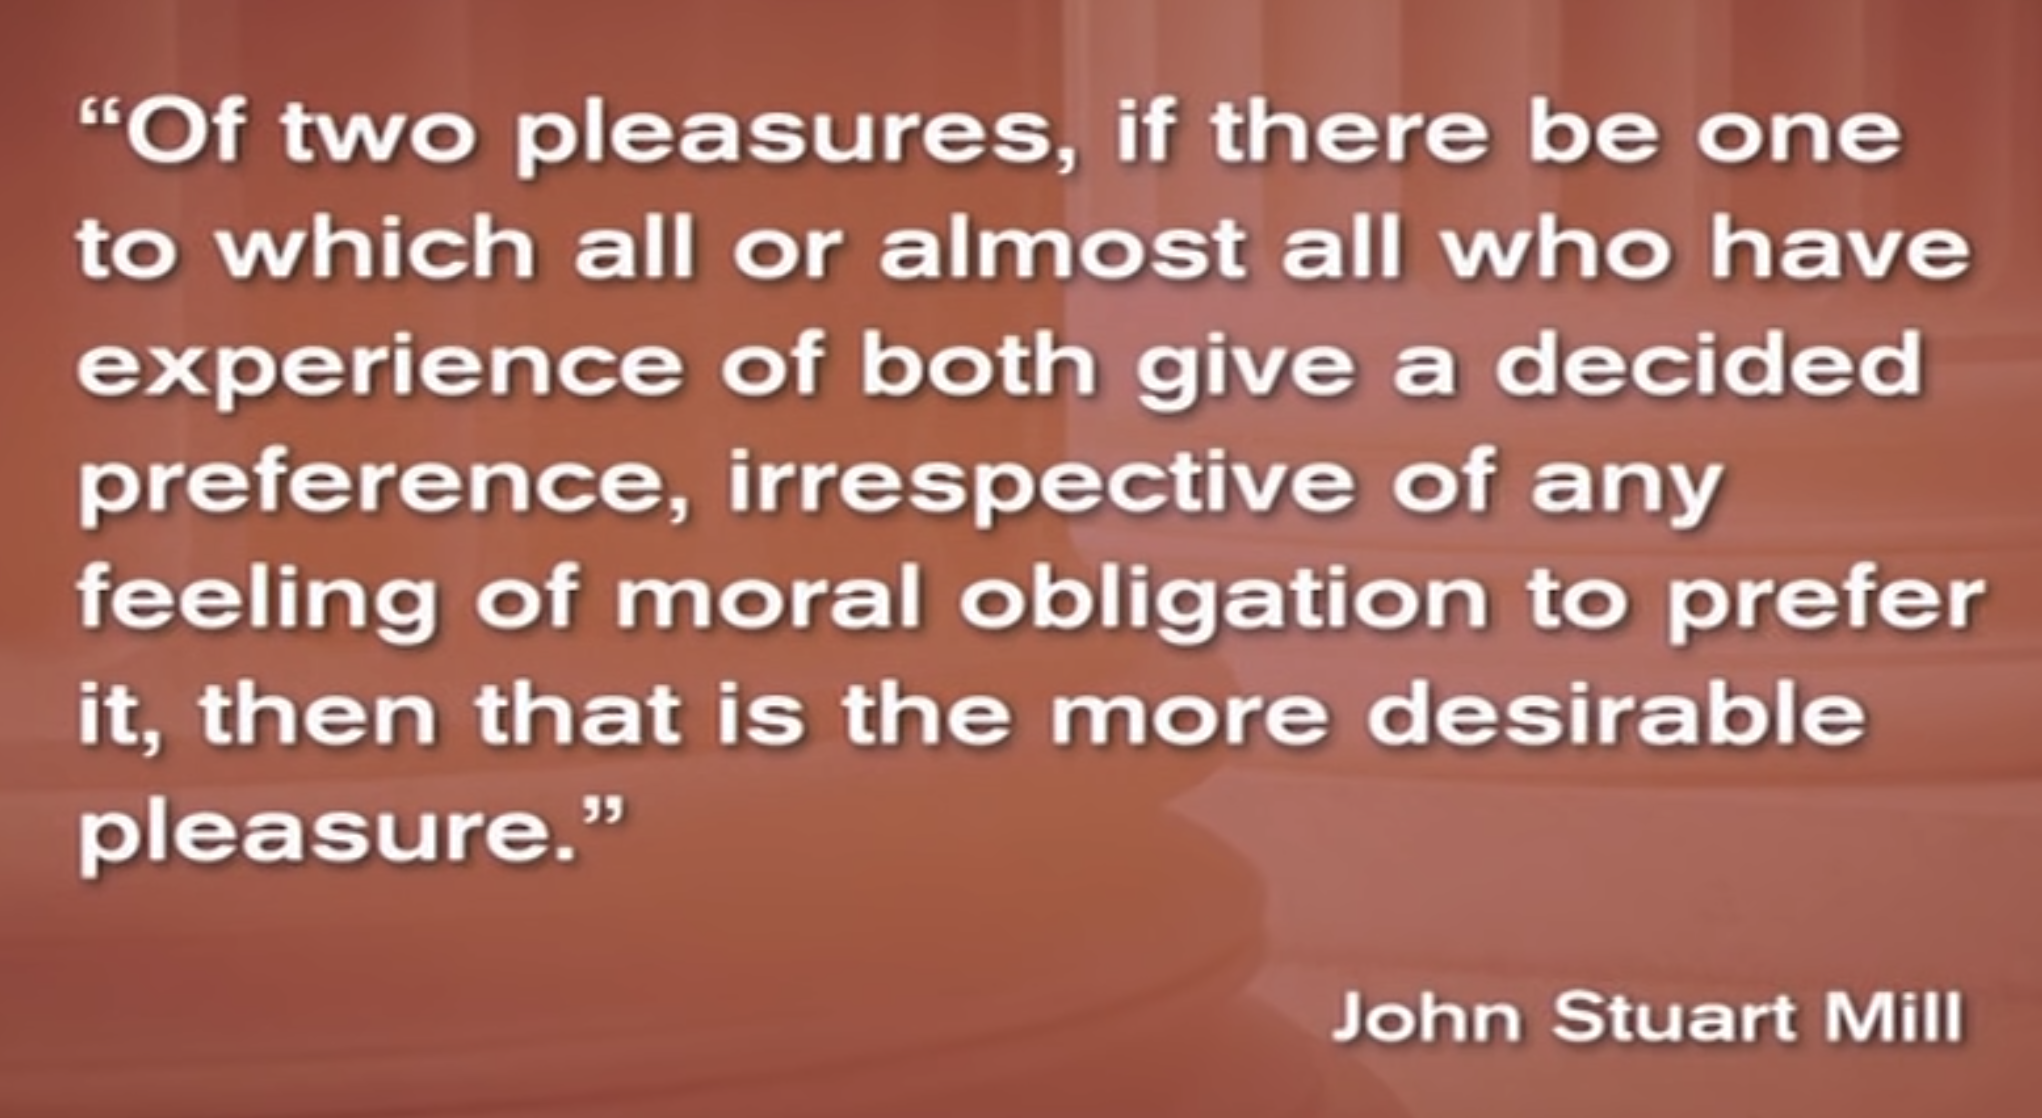 “Of two pleasures, if there be one
to which all or almost all who have
experience of both give a decided
preference, irrespective of any
feeling of moral obligation to prefer
it, then that is the more desirable
pleasure.”
John Stuart Mill